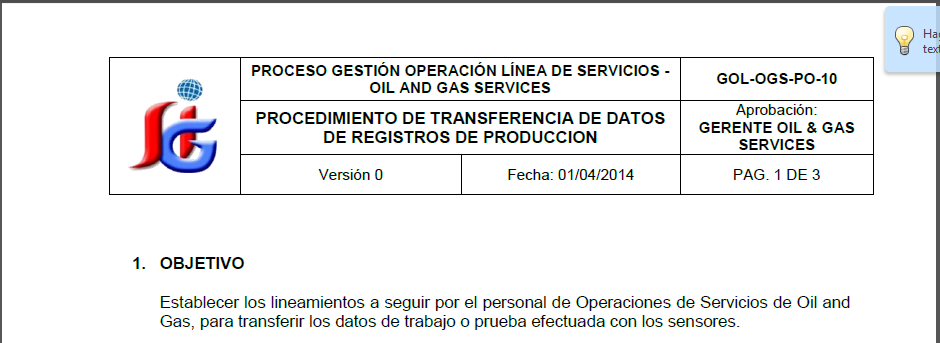 PROCESO GESTIÓN OPERACIÓN LÍNEA DE SERVICIOS -
OIL AND GAS SERVICES
GOL-OGS-PO-10
PROCEDIMIENTO DE TRANSFERENCIA DE DATOS
DE REGISTROS DE PRODUCCION
Aprobación:
GERENTE OIL & GAS
SERVICES
Versión 0
Fecha: 01/04/2014
PAG. 1 DE 3
1. OBJETIVO
Establecer los lineamientos a seguir por el personal de Operaciones de Servicios de Oil and
Gas, para transferir los datos de trabajo o prueba efectuada con los sensores.